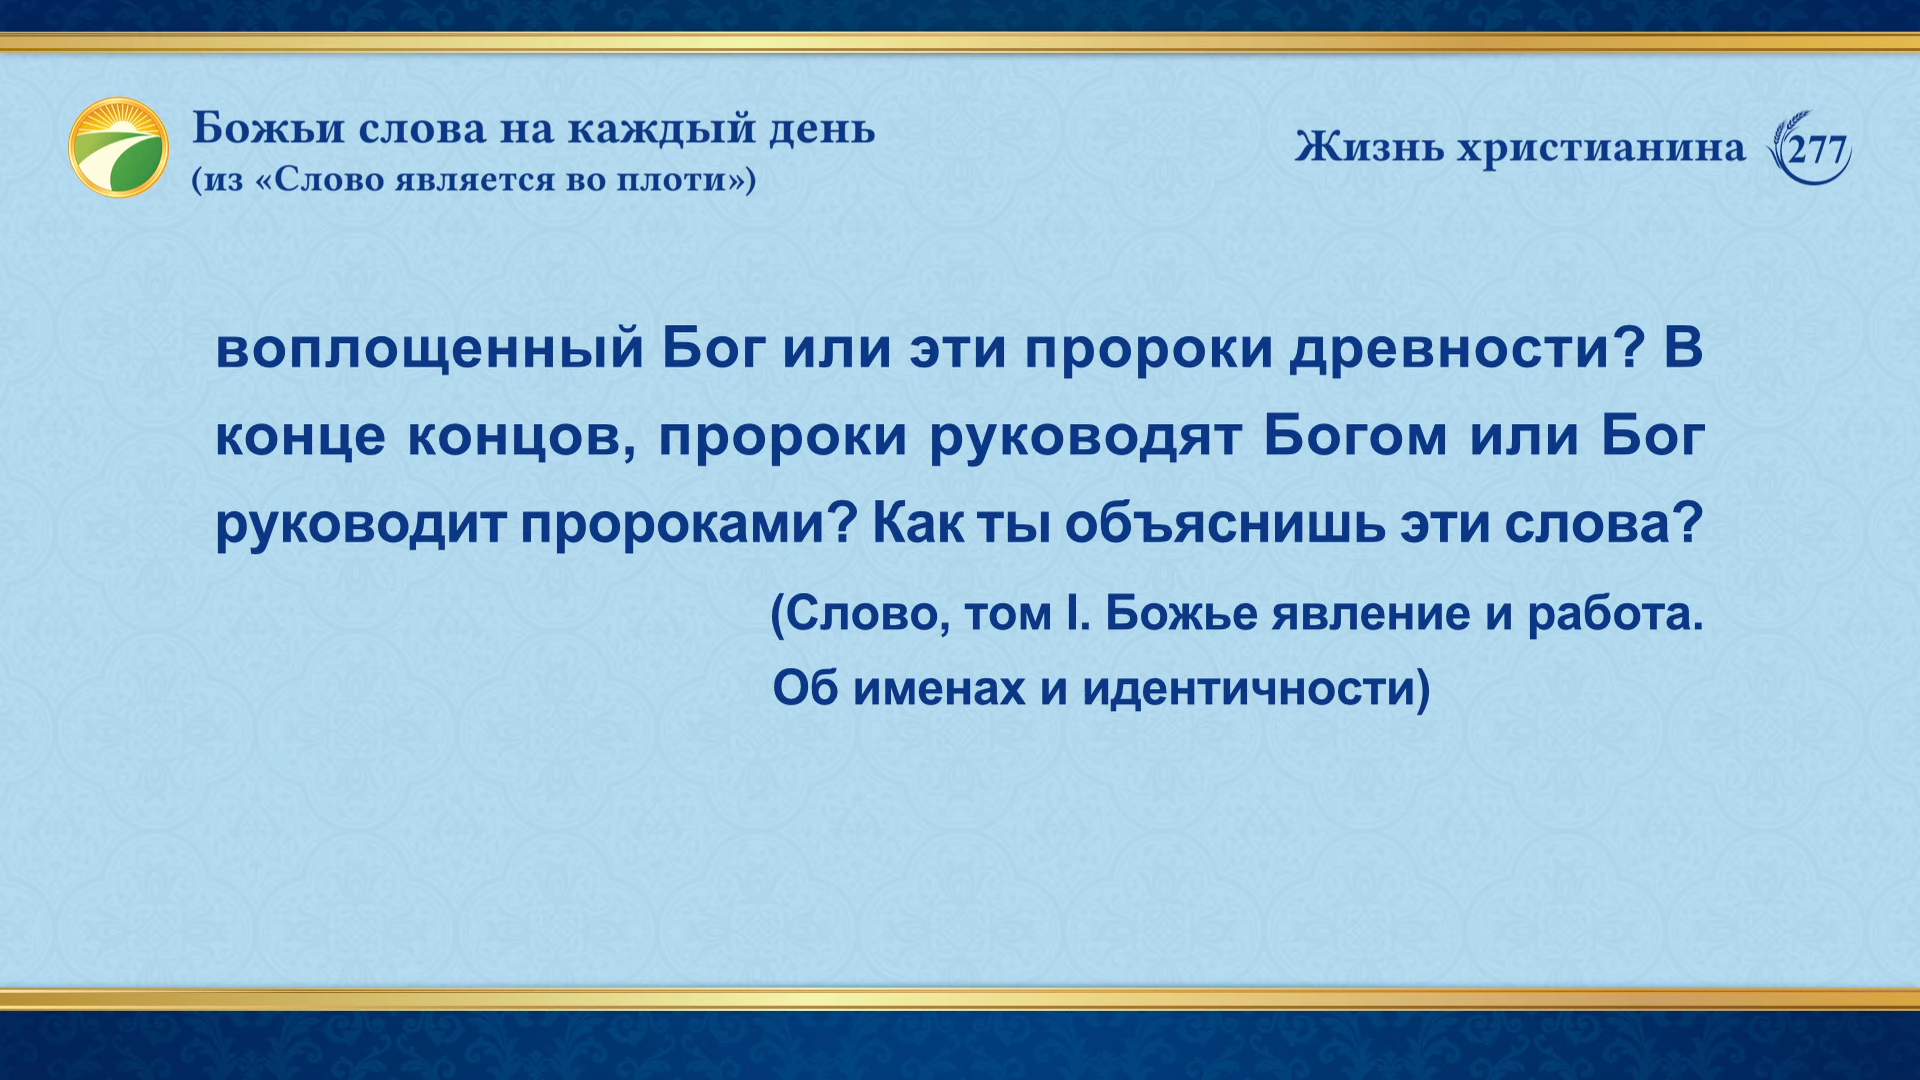 Божьи слова на каждый день
(из «Слово является во плоти»)
Жизнь христианина 277
воплощенный Бог или эти пророки древности? В
конце концов, пророки руководят Богом или Бог
руководит пророками? Как ты объяснишь эти слова?
(Слово, том I. Божье явление и работа.
Об именах и идентичности)